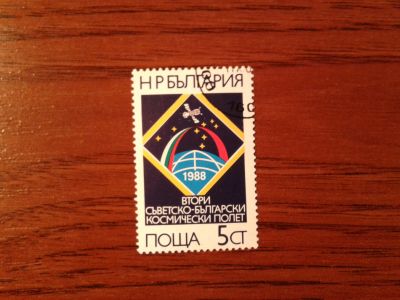 НР БЪЛГАРИЯ
1988
ВТОРИ
СЪВЕТСКО-БЪЛГАРСКИ
КОСМИЧЕСКИ ПОЛЕТ
ПОЩА 5 СТ